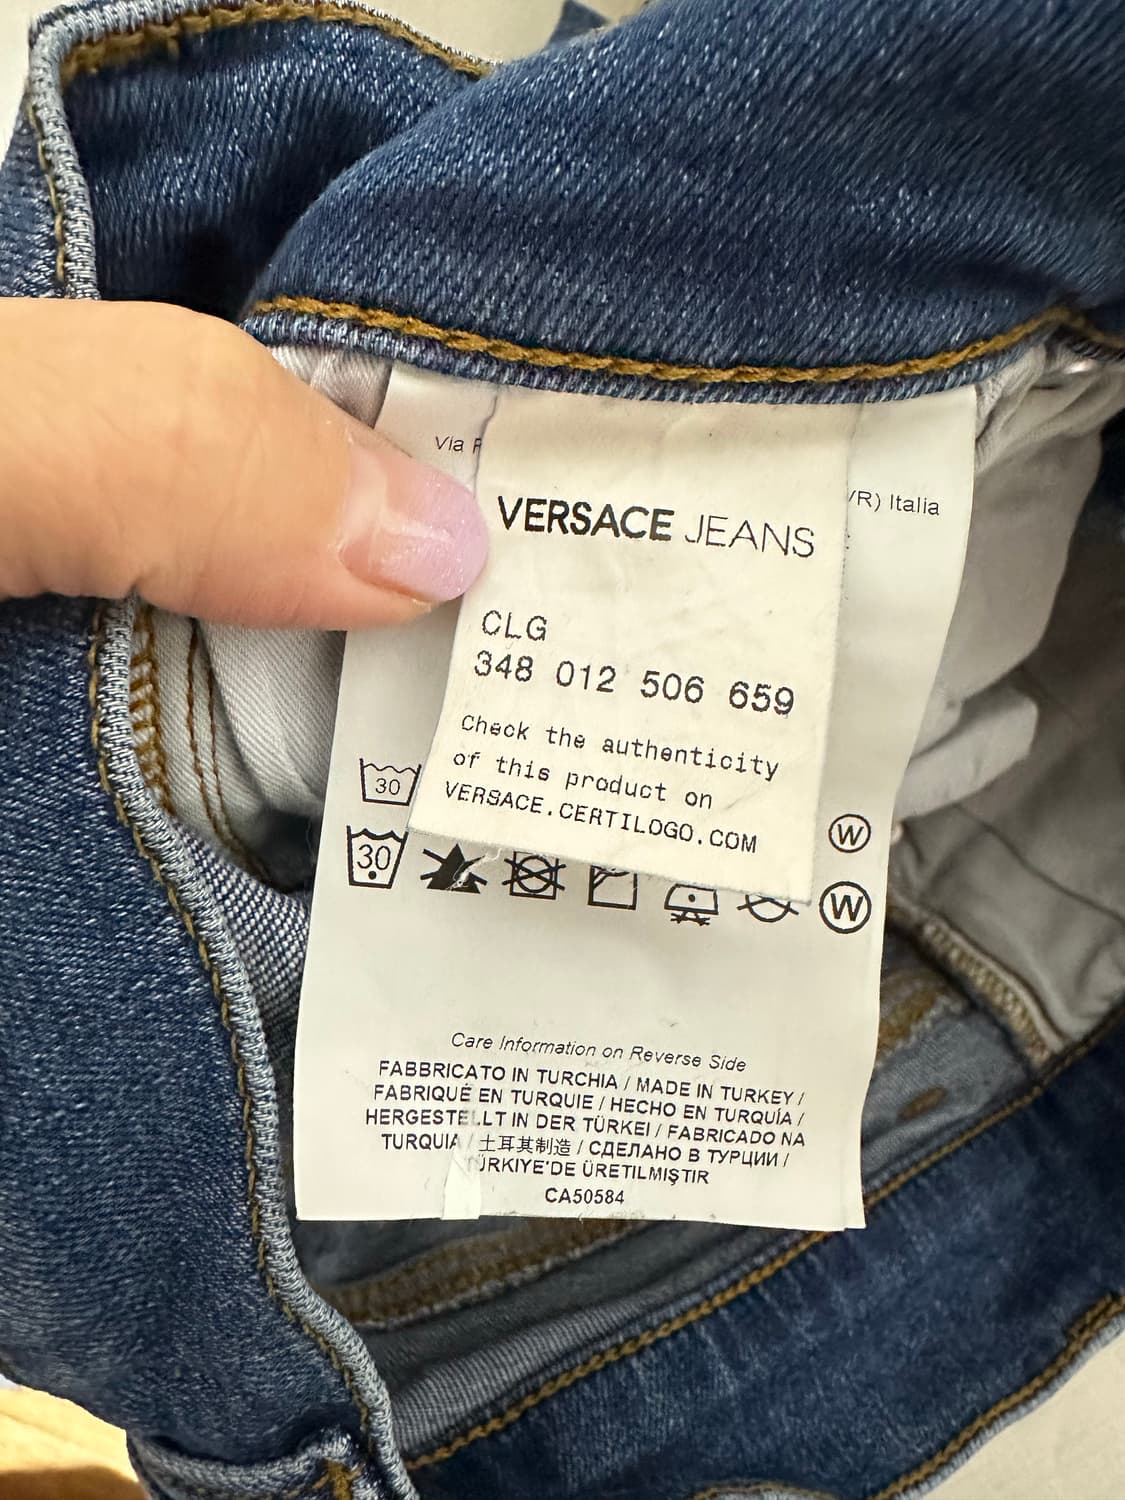 Via
VERSACE JEANS
/R) Italia
CLG
348 012 506 659
Check the authenticity
of this product on
VERSACE.CERTILOGO.COM
30
W
30
W
Care Information on Reverse Side
FABBRICATO IN TURCHIA / MADE IN TURKEY /
FABRIQUÉ EN TURQUIE / HECHO EN TURQUÍA /
HERGESTELLT IN DER TÜRKEI / FABRICADO NA
TURQUIA / 土耳其制造 / СДЕЛАНО В ТУРЦИИ /
TÜRKIYE'DE ÜRETILMIŞTIR
CA50584